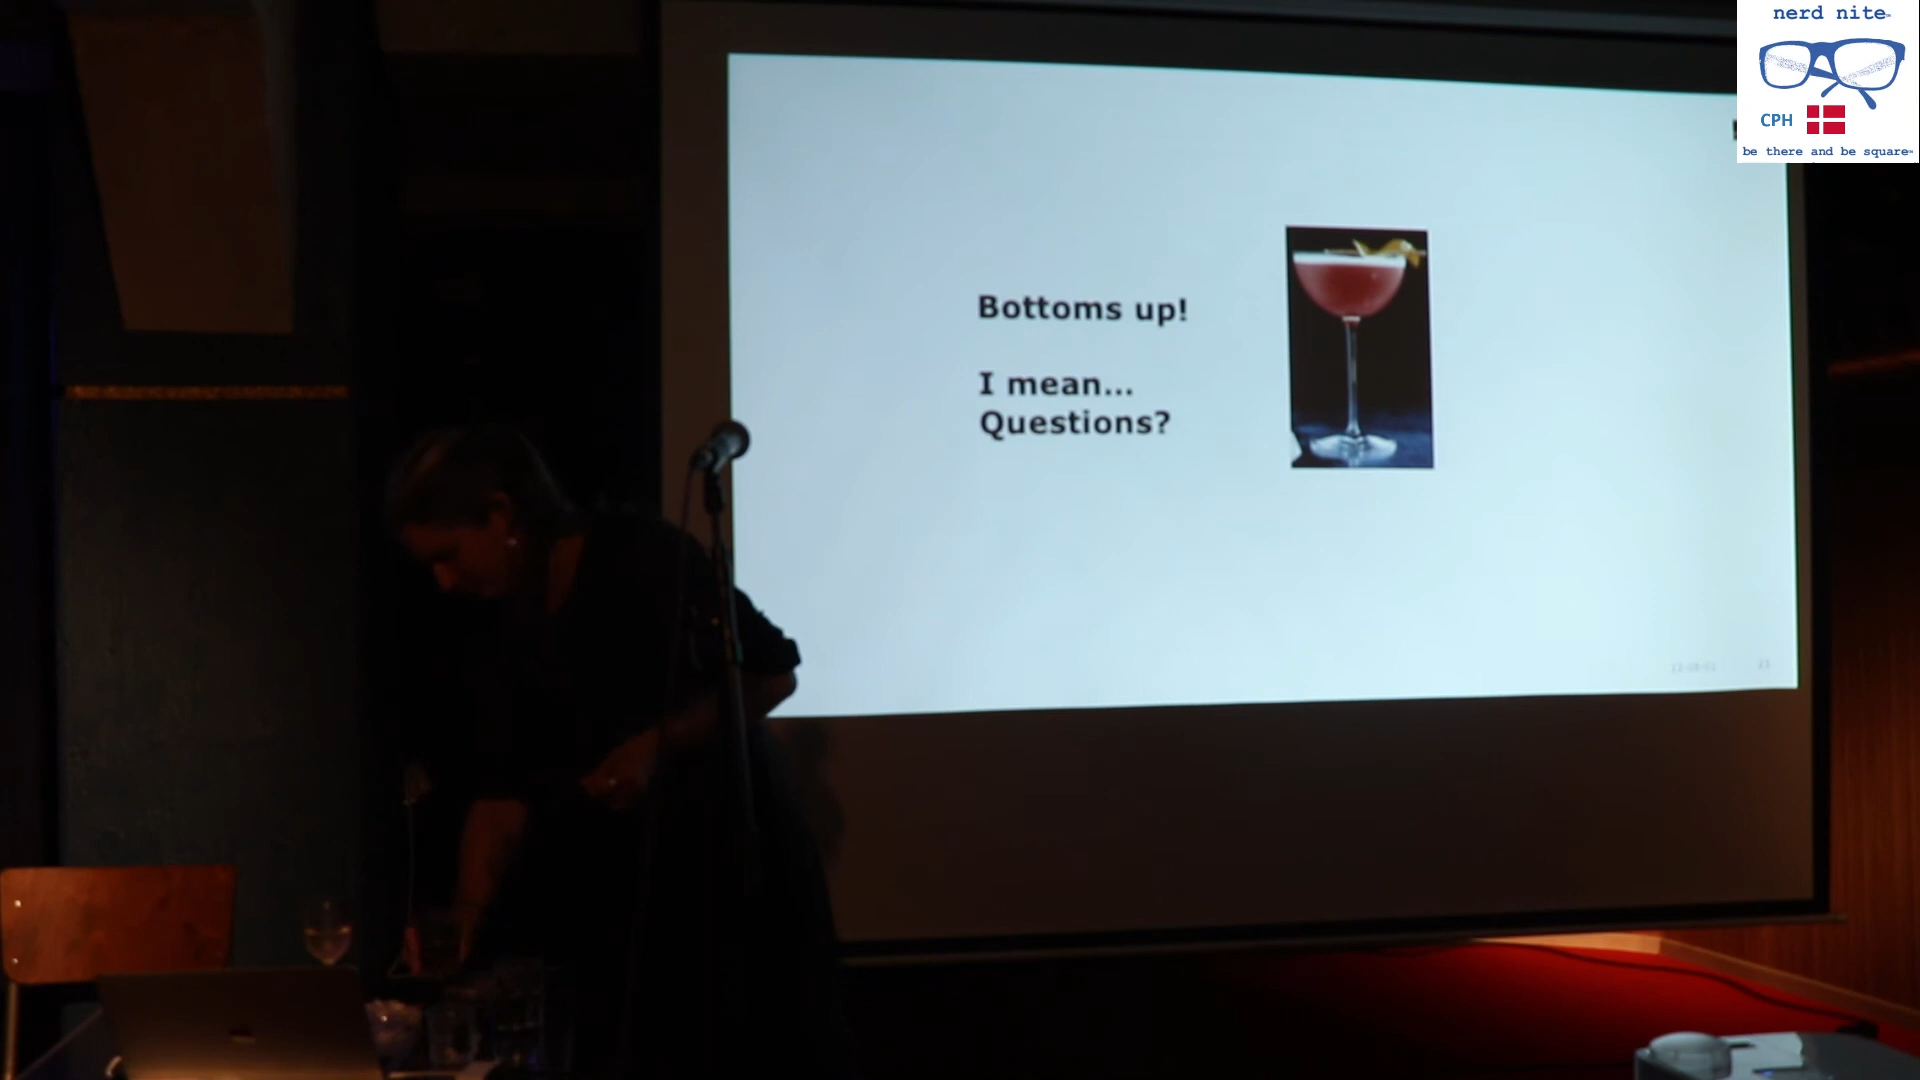 nerd nite
CPH
be there and be square
Bottoms up!
I mean...
Questions?